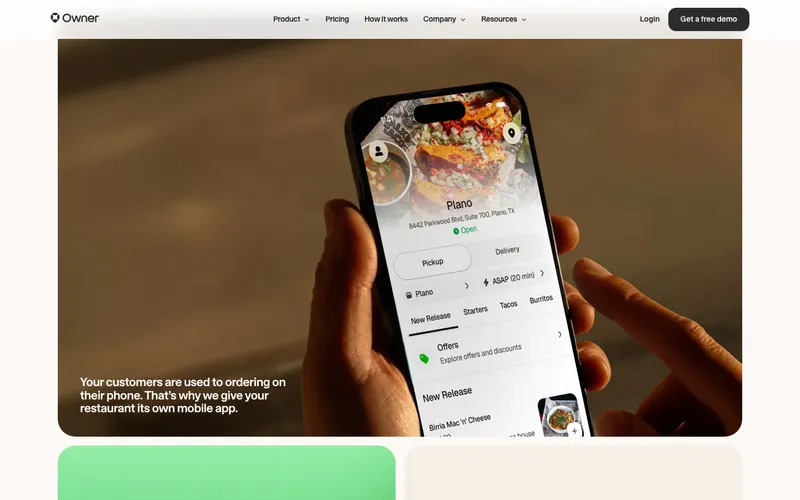 Owner
Product
Pricing
How it works
Company
Resources
Login
Get a free demo
Plano
8442 Parkwood Blvd, Suite 700, Plano, TX
Open
Pickup
Delivery
Plano
ASAP (20 min)
New Release
Starters
Tacos
Burritos
Offers
Explore offers and discounts
New Release
Birria Mac 'n' Cheese
Your customers are used to ordering on
their phone. That's why we give your
restaurant its own mobile app.